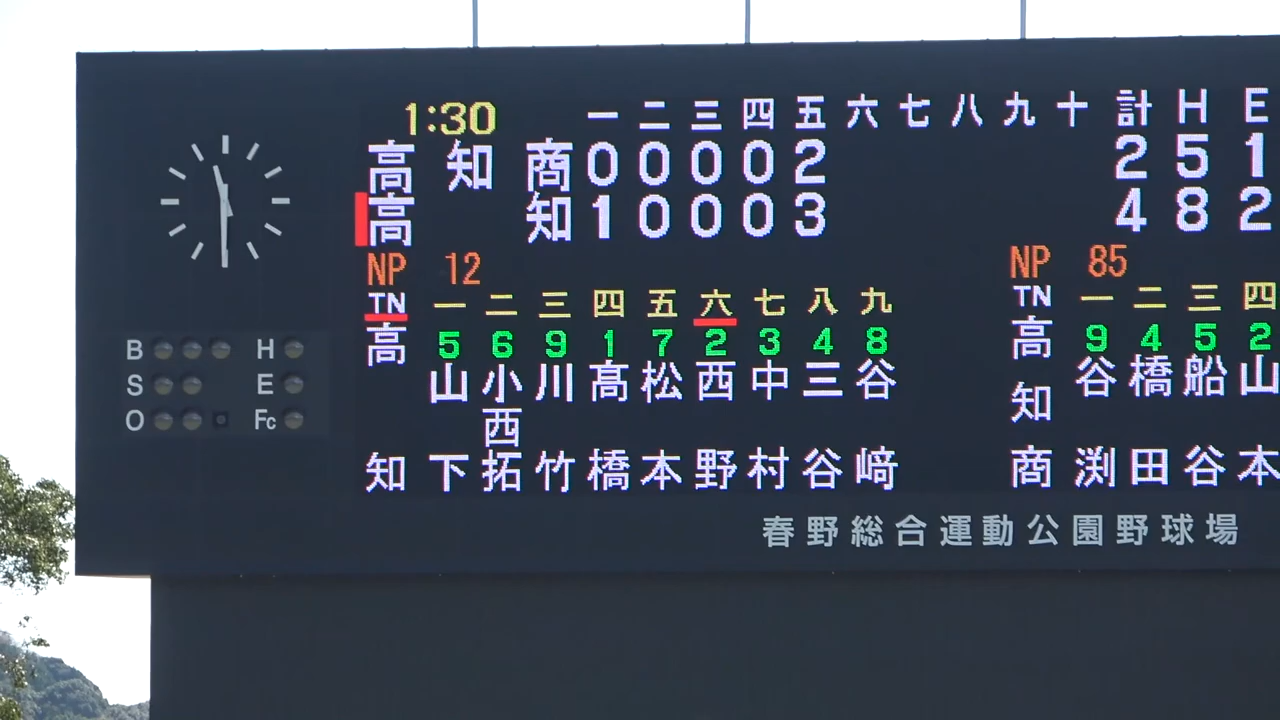 1:30 一 二 三 四 五 六 七 八 九 十 計 H E
高 知 商 0 0 0 0 2 2 5 1
高 知 1 0 0 0 3 4 8 2
NP 12
TN 一 二 三 四 五 六 七 八 九
高知 5 6 9 1 7 2 3 4 8
山下 小西拓 川竹 髙橋 松本 西野 中村 三谷 谷﨑
NP 85
TN 一 二 三 四
高知商 9 4 5 2
谷渕 橋田 船谷 山本
B H
S E
O Fc
春野総合運動公園野球場